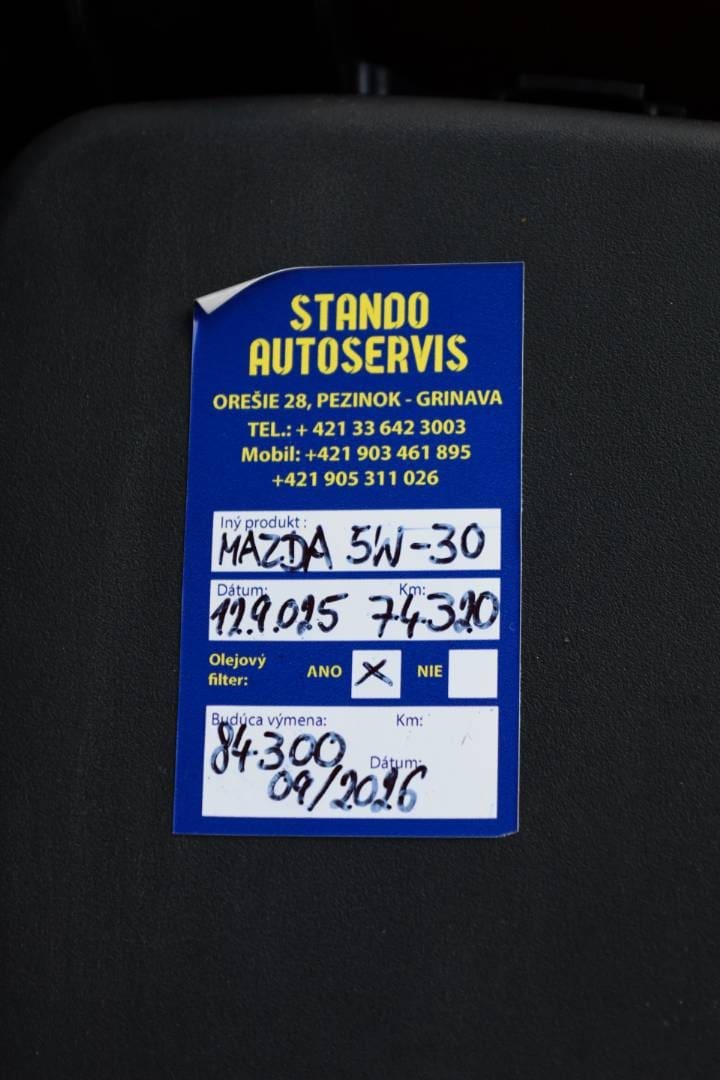 STANDO
AUTOSERVIS
OREŠIE 28, PEZINOK - GRINAVA
TEL.: + 421 33 642 3003
Mobil: +421 903 461 895
+421 905 311 026
Iný produkt :
MAZDA 5W-30
Dátum: Km:
12.9.025 74.320
Olejový filter: ANO X NIE
Budúca výmena: Km:
84.300
Dátum:
09/2026